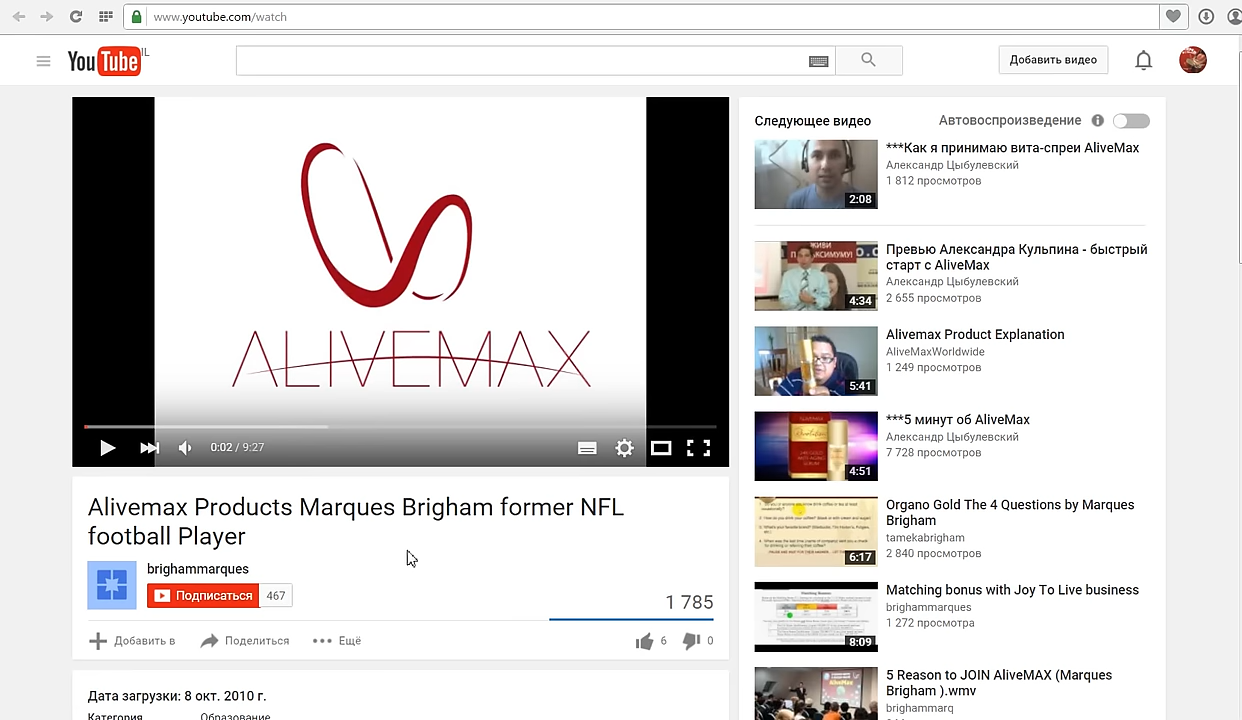 www.youtube.com/watch
YouTube IL
Добавить видео
ALIVEMAX
0:02 / 9:27
Alivemax Products Marques Brigham former NFL
football Player
brighammarques
Подписаться 467
1 785
Добавить в Поделиться Ещё 6 0
Дата загрузки: 8 окт. 2010 г.
Категория Образование
Следующее видео Автовоспроизведение
***Как я принимаю вита-спреи AliveMax
Александр Цыбулевский
1 812 просмотров
2:08
Превью Александра Кульпина - быстрый
старт с AliveMax
Александр Цыбулевский
2 655 просмотров
4:34
Alivemax Product Explanation
AliveMaxWorldwide
1 249 просмотров
5:41
***5 минут об AliveMax
Александр Цыбулевский
7 728 просмотров
4:51
Organo Gold The 4 Questions by Marques
Brigham
tamekabrigham
2 840 просмотров
6:17
Matching bonus with Joy To Live business
brighammarques
1 272 просмотра
8:09
5 Reason to JOIN AliveMAX (Marques
Brigham ).wmv
brighammarq